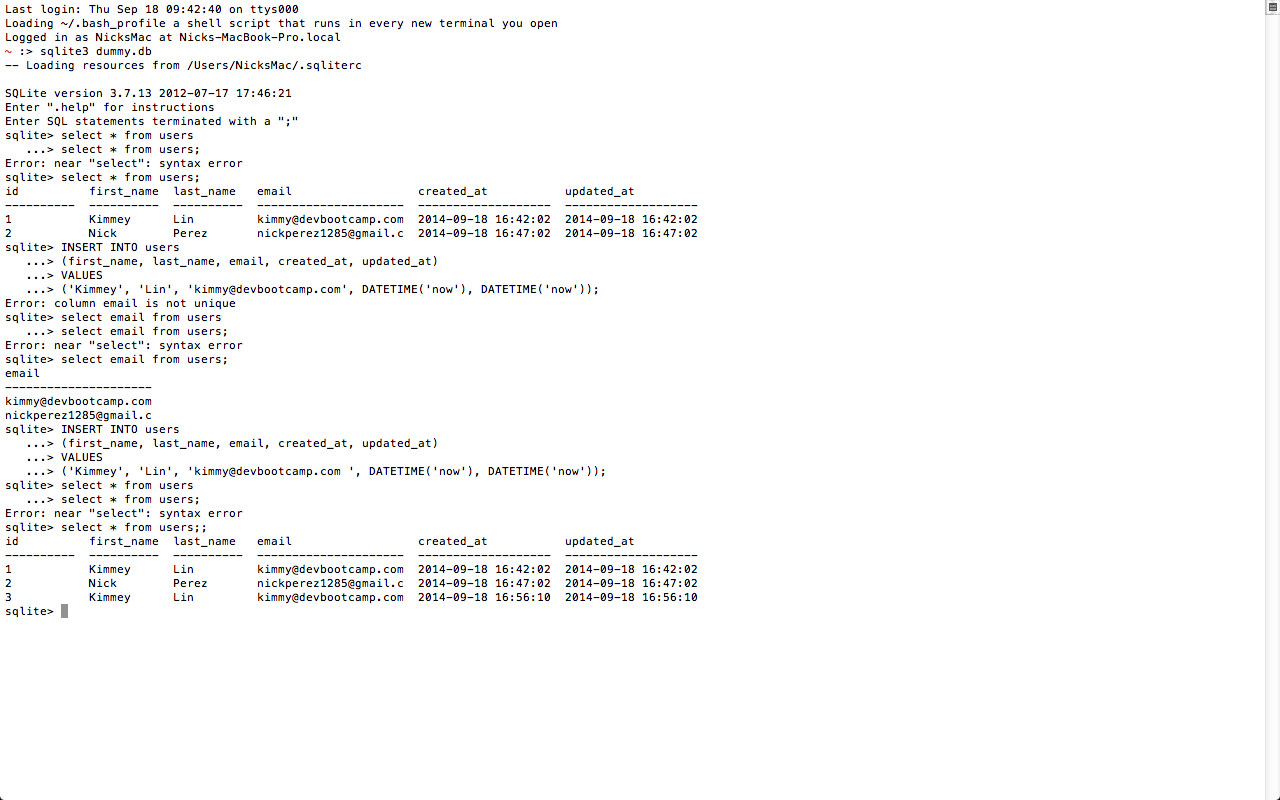 Last login: Thu Sep 18 09:42:40 on ttys000
Loading ~/.bash_profile a shell script that runs in every new terminal you open
Logged in as NicksMac at Nicks-MacBook-Pro.local
~ :> sqlite3 dummy.db
-- Loading resources from /Users/NicksMac/.sqliterc

SQLite version 3.7.13 2012-07-17 17:46:21
Enter ".help" for instructions
Enter SQL statements terminated with a ";"
sqlite> select * from users
   ...> select * from users;
Error: near "select": syntax error
sqlite> select * from users;
id          first_name  last_name   email                  created_at           updated_at
----------  ----------  ----------  ---------------------  -------------------  -------------------
1           Kimmey      Lin         kimmy@devbootcamp.com  2014-09-18 16:42:02  2014-09-18 16:42:02
2           Nick        Perez       nickperez1285@gmail.c  2014-09-18 16:47:02  2014-09-18 16:47:02
sqlite> INSERT INTO users
   ...> (first_name, last_name, email, created_at, updated_at)
   ...> VALUES
   ...> ('Kimmey', 'Lin', 'kimmy@devbootcamp.com', DATETIME('now'), DATETIME('now'));
Error: column email is not unique
sqlite> select email from users
   ...> select email from users;
Error: near "select": syntax error
sqlite> select email from users;
email
---------------------
kimmy@devbootcamp.com
nickperez1285@gmail.c
sqlite> INSERT INTO users
   ...> (first_name, last_name, email, created_at, updated_at)
   ...> VALUES
   ...> ('Kimmey', 'Lin', 'kimmy@devbootcamp.com ', DATETIME('now'), DATETIME('now'));
sqlite> select * from users
   ...> select * from users;
Error: near "select": syntax error
sqlite> select * from users;;
id          first_name  last_name   email                  created_at           updated_at
----------  ----------  ----------  ---------------------  -------------------  -------------------
1           Kimmey      Lin         kimmy@devbootcamp.com  2014-09-18 16:42:02  2014-09-18 16:42:02
2           Nick        Perez       nickperez1285@gmail.c  2014-09-18 16:47:02  2014-09-18 16:47:02
3           Kimmey      Lin         kimmy@devbootcamp.com  2014-09-18 16:56:10  2014-09-18 16:56:10
sqlite>